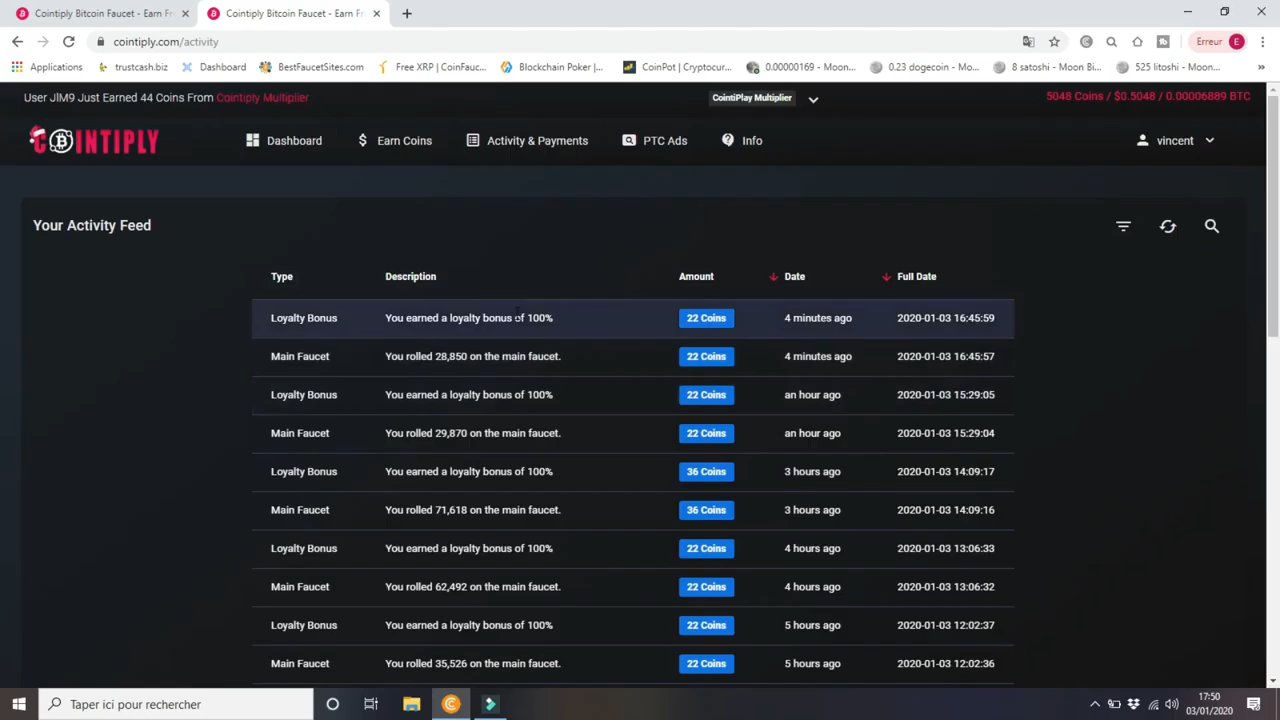 Cointiply Bitcoin Faucet - Earn Fr
Cointiply Bitcoin Faucet - Earn Fr
cointiply.com/activity
Erreur E
Applications trustcash.biz Dashboard BestFaucetSites.com Free XRP | CoinFauc... Blockchain Poker |... CoinPot | Cryptocur... 0.00000169 - Moon... 0.23 dogecoin - Mo... 8 satoshi - Moon Bi... 525 litoshi - Moon... »
User JIM9 Just Earned 44 Coins From Cointiply Multiplier
CointiPlay Multiplier
5048 Coins / $0.5048 / 0.00006889 BTC
COINTIPLY
Dashboard Earn Coins Activity & Payments PTC Ads Info vincent
Your Activity Feed
Type Description Amount Date Full Date
Loyalty Bonus You earned a loyalty bonus of 100% 22 Coins 4 minutes ago 2020-01-03 16:45:59
Main Faucet You rolled 28,850 on the main faucet. 22 Coins 4 minutes ago 2020-01-03 16:45:57
Loyalty Bonus You earned a loyalty bonus of 100% 22 Coins an hour ago 2020-01-03 15:29:05
Main Faucet You rolled 29,870 on the main faucet. 22 Coins an hour ago 2020-01-03 15:29:04
Loyalty Bonus You earned a loyalty bonus of 100% 36 Coins 3 hours ago 2020-01-03 14:09:17
Main Faucet You rolled 71,618 on the main faucet. 36 Coins 3 hours ago 2020-01-03 14:09:16
Loyalty Bonus You earned a loyalty bonus of 100% 22 Coins 4 hours ago 2020-01-03 13:06:33
Main Faucet You rolled 62,492 on the main faucet. 22 Coins 4 hours ago 2020-01-03 13:06:32
Loyalty Bonus You earned a loyalty bonus of 100% 22 Coins 5 hours ago 2020-01-03 12:02:37
Main Faucet You rolled 35,526 on the main faucet. 22 Coins 5 hours ago 2020-01-03 12:02:36
Taper ici pour rechercher
17:50
03/01/2020